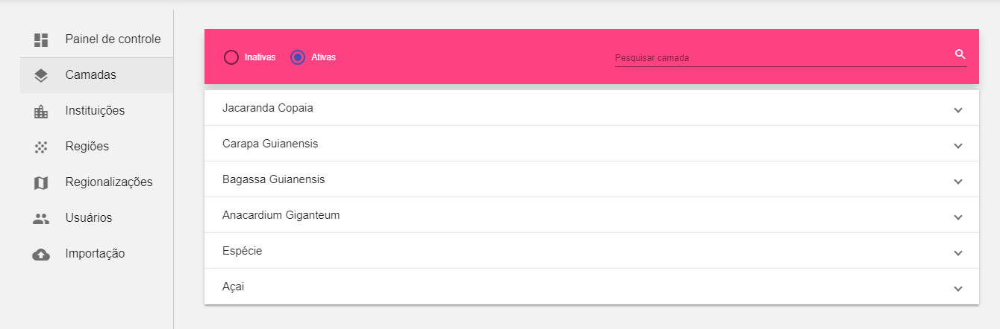 Painel de controle
Camadas
Instituições
Regiões
Regionalizações
Usuários
Importação
Inativas Ativas Pesquisar camada
Jacaranda Copaia
Carapa Guianensis
Bagassa Guianensis
Anacardium Giganteum
Espécie
Açai